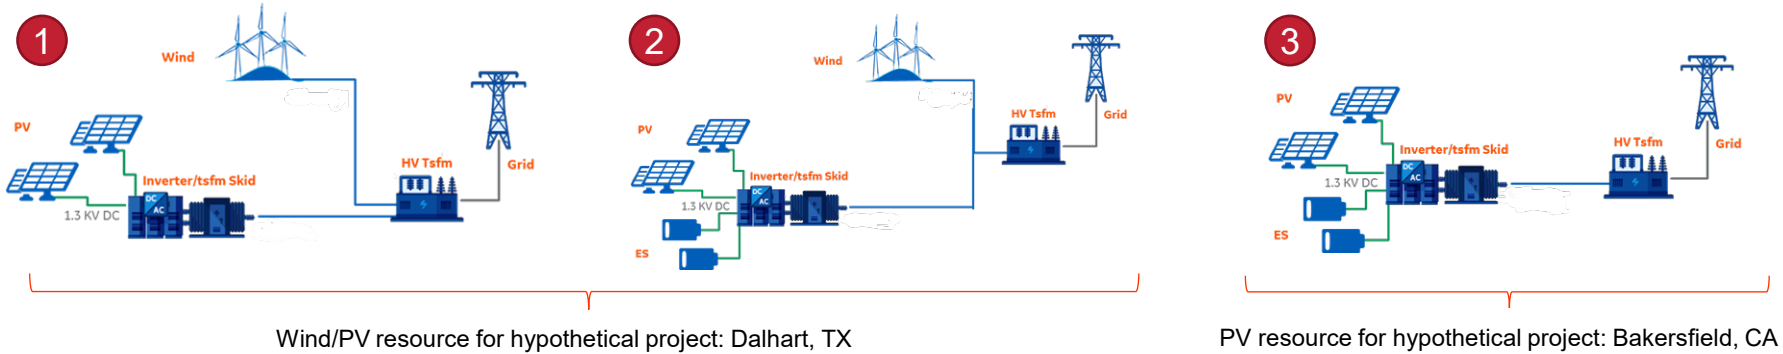 1
Wind
PV
HV Tsfm
Grid
Inverter/tsfm Skid
DC
AC
1.3 KV DC
2
Wind
HV Tsfm
Grid
PV
Inverter/tsfm Skid
DC
AC
1.3 KV DC
ES
3
PV
HV Tsfm
Grid
Inverter/tsfm Skid
DC
AC
1.3 KV DC
ES
Wind/PV resource for hypothetical project: Dalhart, TX
PV resource for hypothetical project: Bakersfield, CA